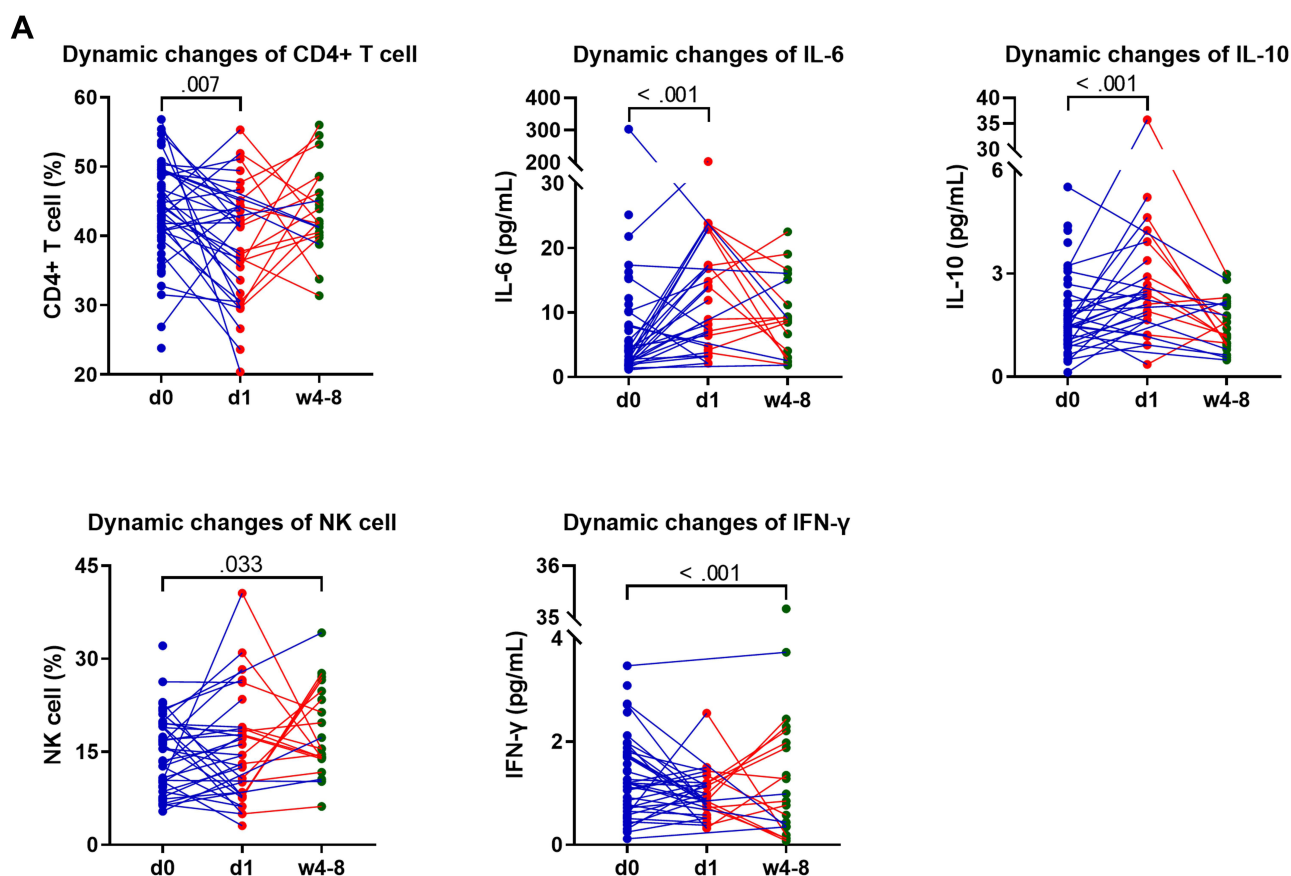 A
Dynamic changes of CD4+ T cell
.007
60
50
40
30
20
CD4+ T cell (%)
d0 d1 w4-8
Dynamic changes of IL-6
< .001
400
300
200
30
20
10
0
IL-6 (pg/mL)
d0 d1 w4-8
Dynamic changes of IL-10
< .001
40
35
30
6
3
0
IL-10 (pg/mL)
d0 d1 w4-8
Dynamic changes of NK cell
.033
45
30
15
0
NK cell (%)
d0 d1 w4-8
Dynamic changes of IFN-γ
< .001
36
35
4
2
0
IFN-γ (pg/mL)
d0 d1 w4-8